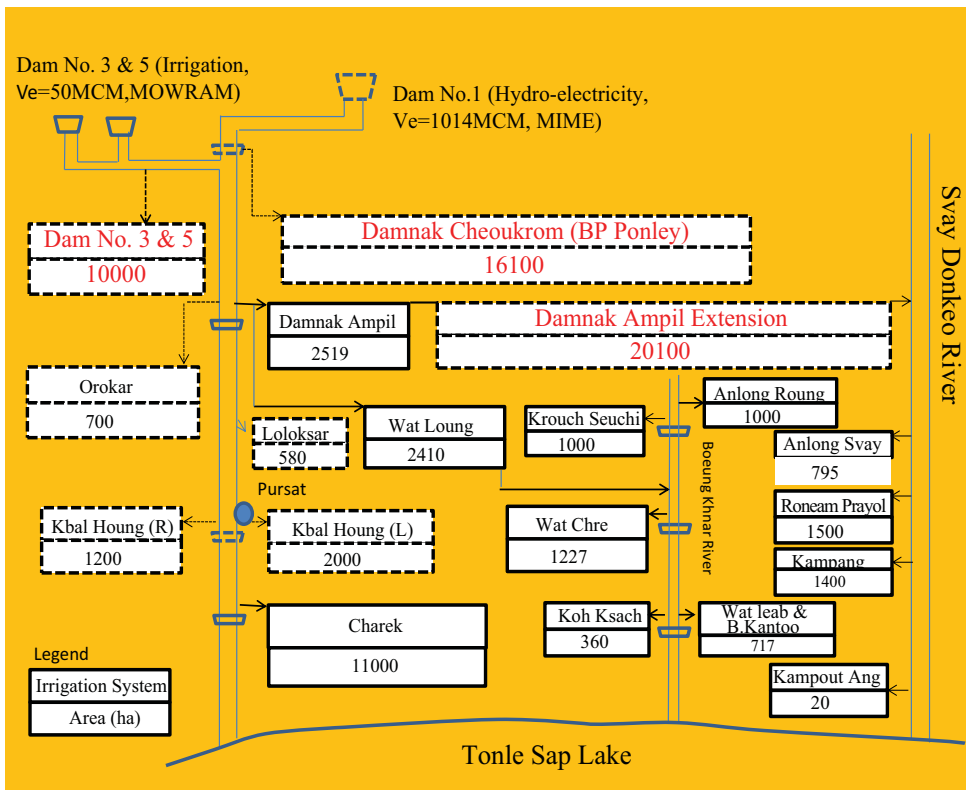 Dam No. 3 & 5 (Irrigation,
Ve=50MCM,MOWRAM)
Dam No.1 (Hydro-electricity,
Ve=1014MCM, MIME)
Dam No. 3 & 5
10000
Damnak Cheoukrom (BP Ponley)
16100
Damnak Ampil
2519
Damnak Ampil Extension
20100
Svay Donkeo River
Orokar
700
Loloksar
580
Wat Loung
2410
Krouch Seuchi
1000
Anlong Roung
1000
Anlong Svay
795
Boeung Khnar River
Pursat
Kbal Houng (R)
1200
Kbal Houng (L)
2000
Wat Chre
1227
Roneam Prayol
1500
Kampang
1400
Charek
11000
Koh Ksach
360
Wat leab &
B.Kantoo
717
Kampout Ang
20
Legend
Irrigation System
Area (ha)
Tonle Sap Lake